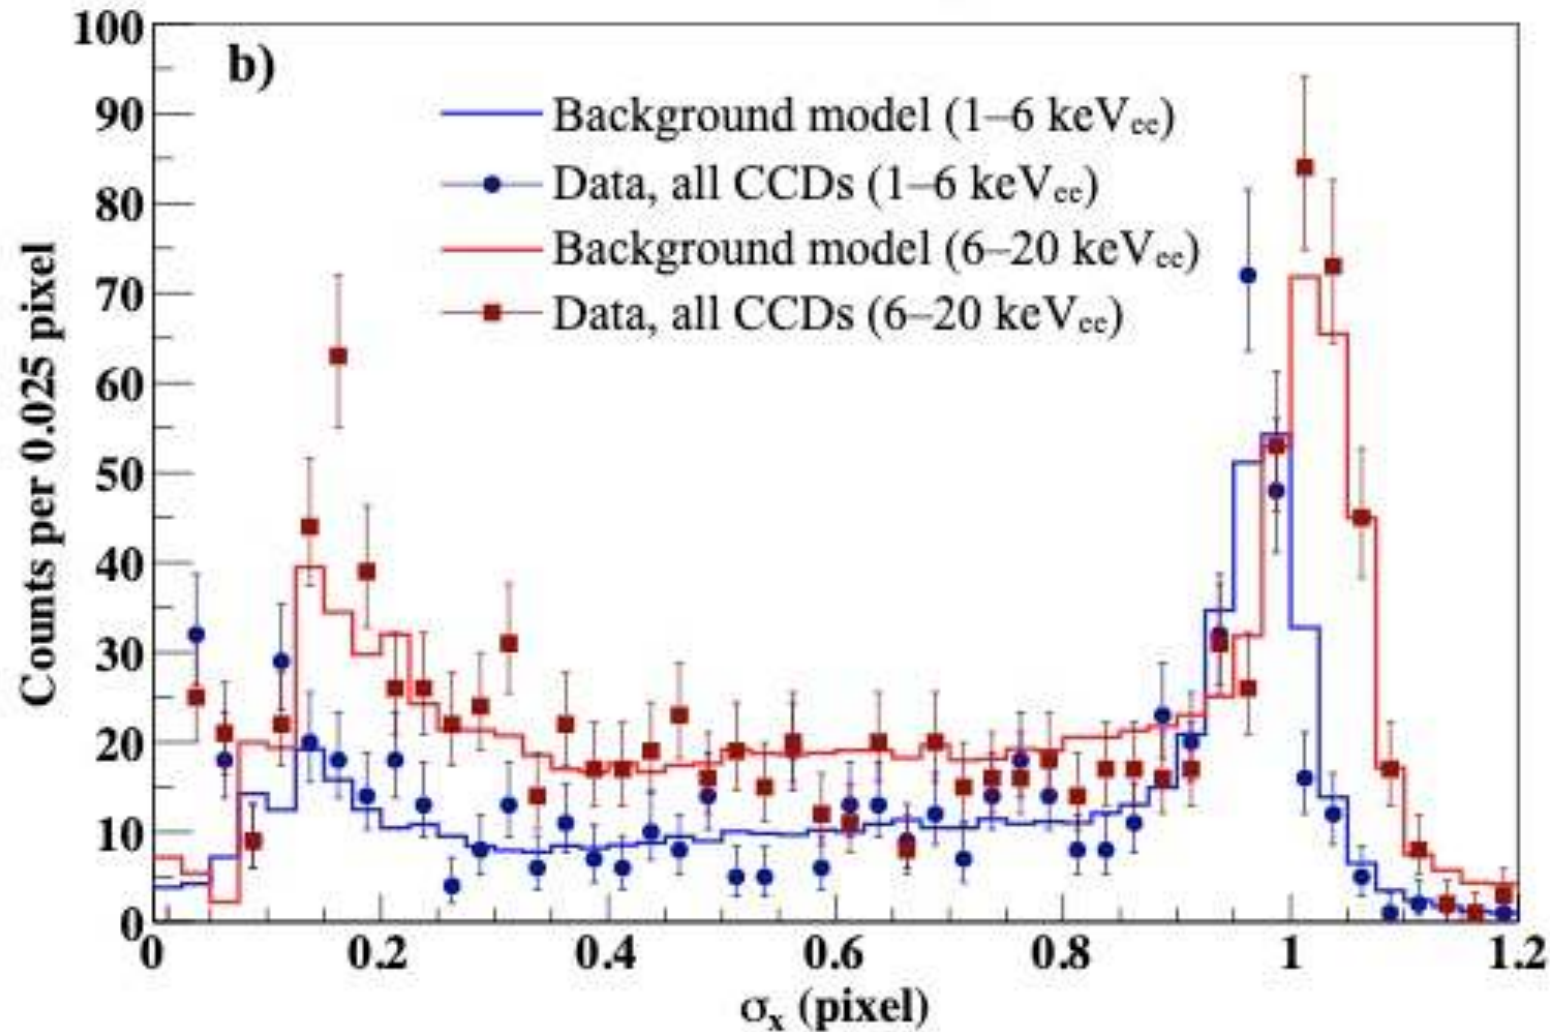 b)
Background model (1–6 keVee)
Data, all CCDs (1–6 keVee)
Background model (6–20 keVee)
Data, all CCDs (6–20 keVee)
Counts per 0.025 pixel
100
90
80
70
60
50
40
30
20
10
0
0 0.2 0.4 0.6 0.8 1 1.2
σx (pixel)